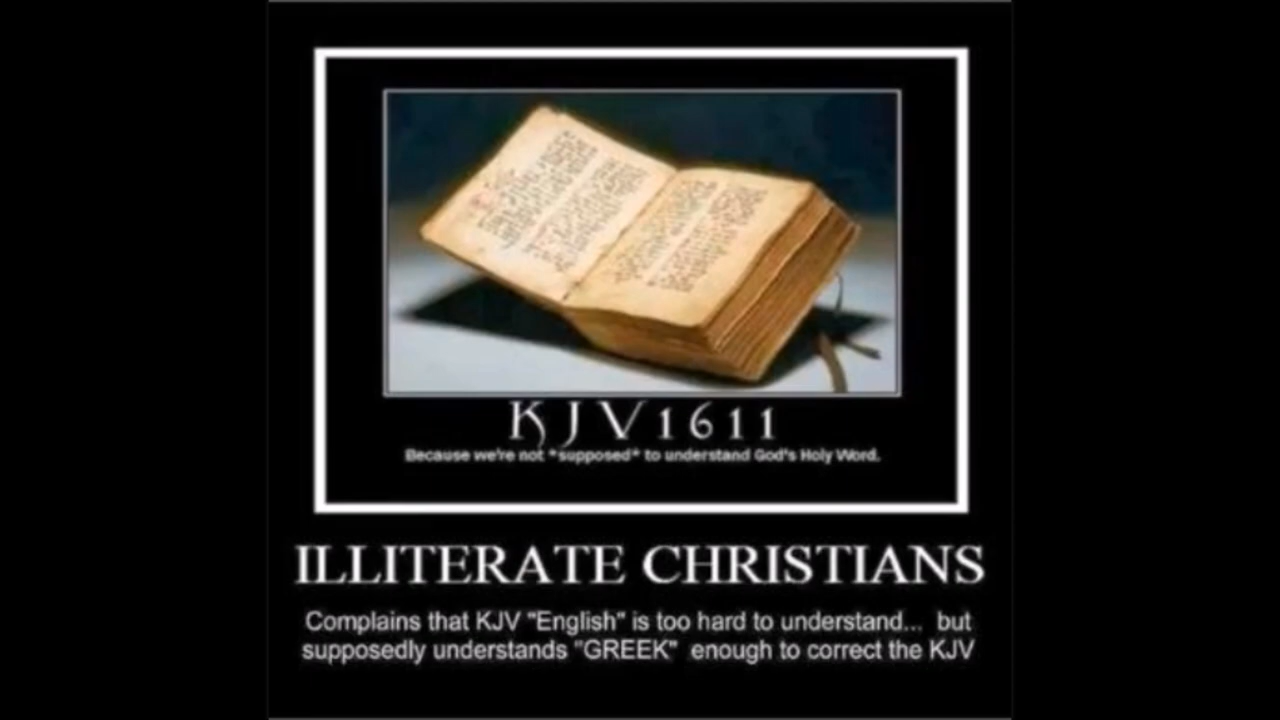 KJV1611
Because we're not *supposed* to understand God's Holy Word.
ILLITERATE CHRISTIANS
Complains that KJV "English" is too hard to understand... but
supposedly understands "GREEK" enough to correct the KJV